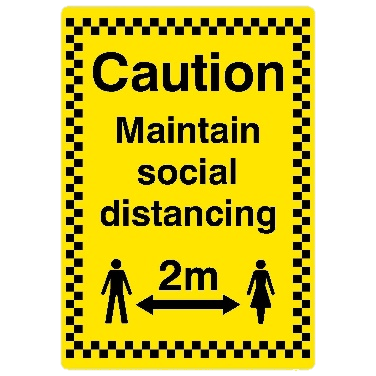 Caution
Maintain
social
distancing
2m